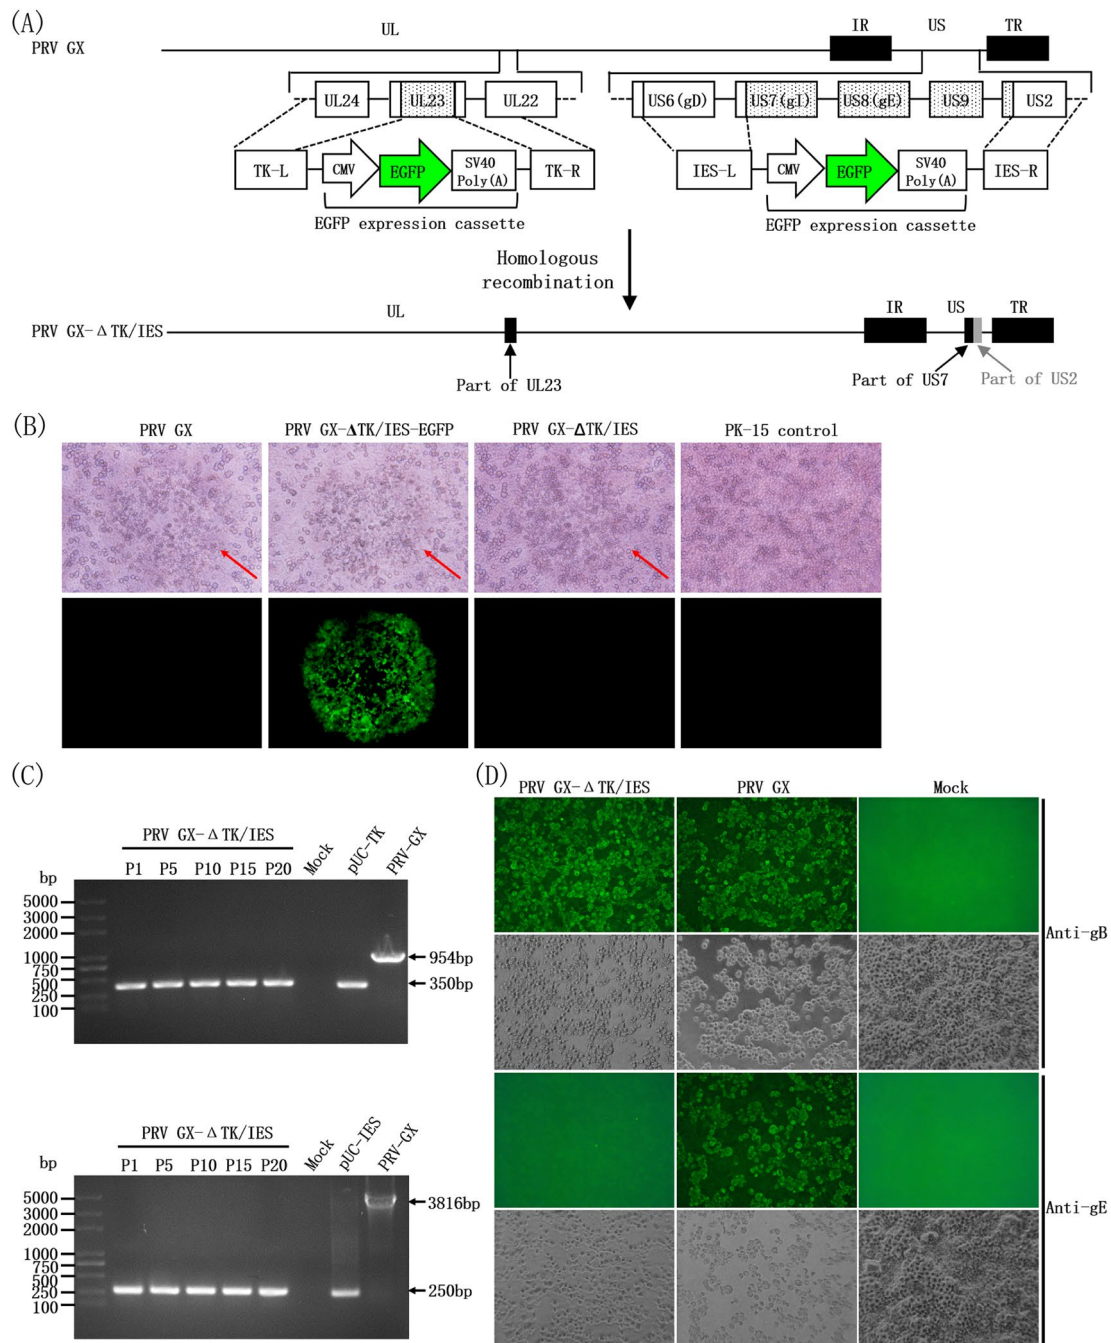 (A)
UL
IR
US
TR
PRV GX
UL24
UL23
UL22
US6(gD)
US7(gI)
US8(gE)
US9
US2
TK-L
CMV
EGFP
SV40
Poly(A)
TK-R
IES-L
CMV
EGFP
SV40
Poly(A)
IES-R
EGFP expression cassette
EGFP expression cassette
Homologous
recombination
UL
IR
US
TR
PRV GX-ΔTK/IES
Part of UL23
Part of US7
Part of US2
(B)
PRV GX
PRV GX-ΔTK/IES-EGFP
PRV GX-ΔTK/IES
PK-15 control
(C)
PRV GX-ΔTK/IES
P1 P5 P10 P15 P20
Mock
pUC-TK
PRV-GX
bp
5000
3000
2000
1000
750
500
250
100
954bp
350bp
PRV GX-ΔTK/IES
P1 P5 P10 P15 P20
Mock
pUC-IES
PRV-GX
bp
5000
3000
2000
1000
750
500
250
100
3816bp
250bp
(D)
PRV GX-ΔTK/IES
PRV GX
Mock
Anti-gB
Anti-gE